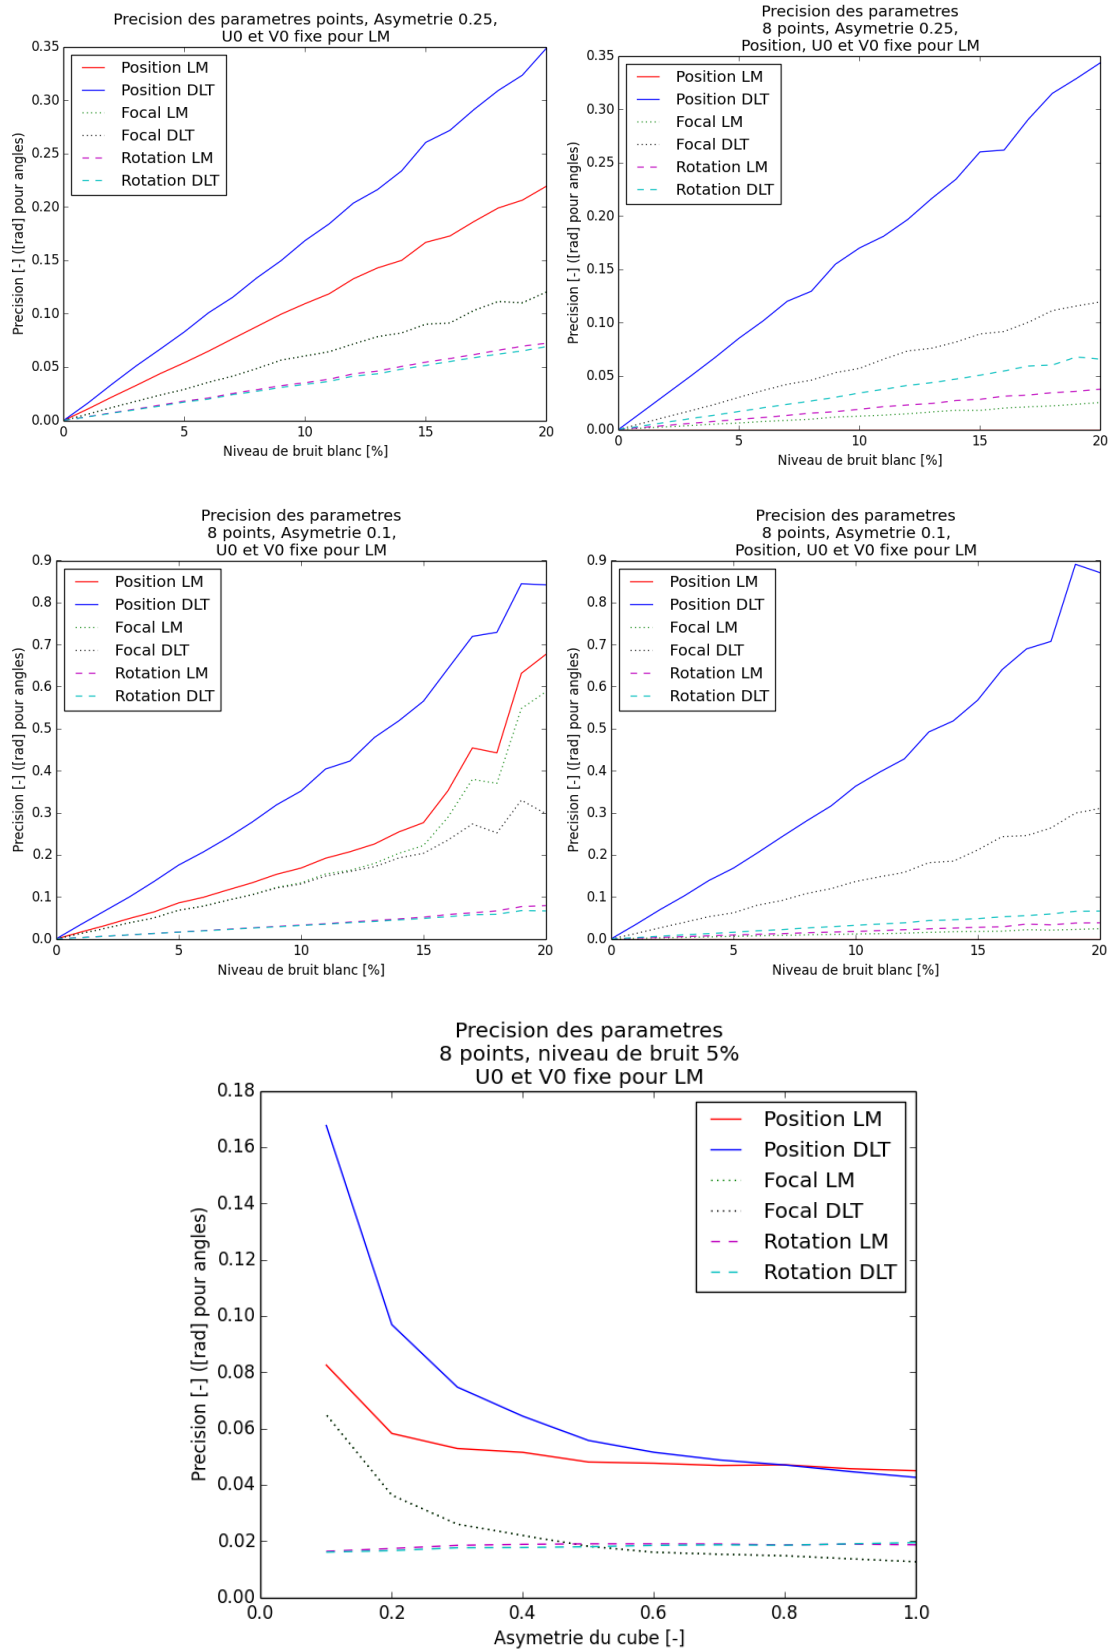 Precision des parametres points, Asymetrie 0.25,
U0 et V0 fixe pour LM
0.35
0.30
0.25
0.20
0.15
0.10
0.05
0.00
Precision [-] ([rad] pour angles)
Position LM
Position DLT
Focal LM
Focal DLT
Rotation LM
Rotation DLT
0 5 10 15 20
Niveau de bruit blanc [%]
Precision des parametres
8 points, Asymetrie 0.25,
Position, U0 et V0 fixe pour LM
0.35
0.30
0.25
0.20
0.15
0.10
0.05
0.00
Precision [-] ([rad] pour angles)
Position LM
Position DLT
Focal LM
Focal DLT
Rotation LM
Rotation DLT
0 5 10 15 20
Niveau de bruit blanc [%]
Precision des parametres
8 points, Asymetrie 0.1,
U0 et V0 fixe pour LM
0.9
0.8
0.7
0.6
0.5
0.4
0.3
0.2
0.1
0.0
Precision [-] ([rad] pour angles)
Position LM
Position DLT
Focal LM
Focal DLT
Rotation LM
Rotation DLT
0 5 10 15 20
Niveau de bruit blanc [%]
Precision des parametres
8 points, Asymetrie 0.1,
Position, U0 et V0 fixe pour LM
0.9
0.8
0.7
0.6
0.5
0.4
0.3
0.2
0.1
0.0
Precision [-] ([rad] pour angles)
Position LM
Position DLT
Focal LM
Focal DLT
Rotation LM
Rotation DLT
0 5 10 15 20
Niveau de bruit blanc [%]
Precision des parametres
8 points, niveau de bruit 5%
U0 et V0 fixe pour LM
0.18
0.16
0.14
0.12
0.10
0.08
0.06
0.04
0.02
0.00
Precision [-] ([rad] pour angles)
Position LM
Position DLT
Focal LM
Focal DLT
Rotation LM
Rotation DLT
0.0 0.2 0.4 0.6 0.8 1.0
Asymetrie du cube [-]